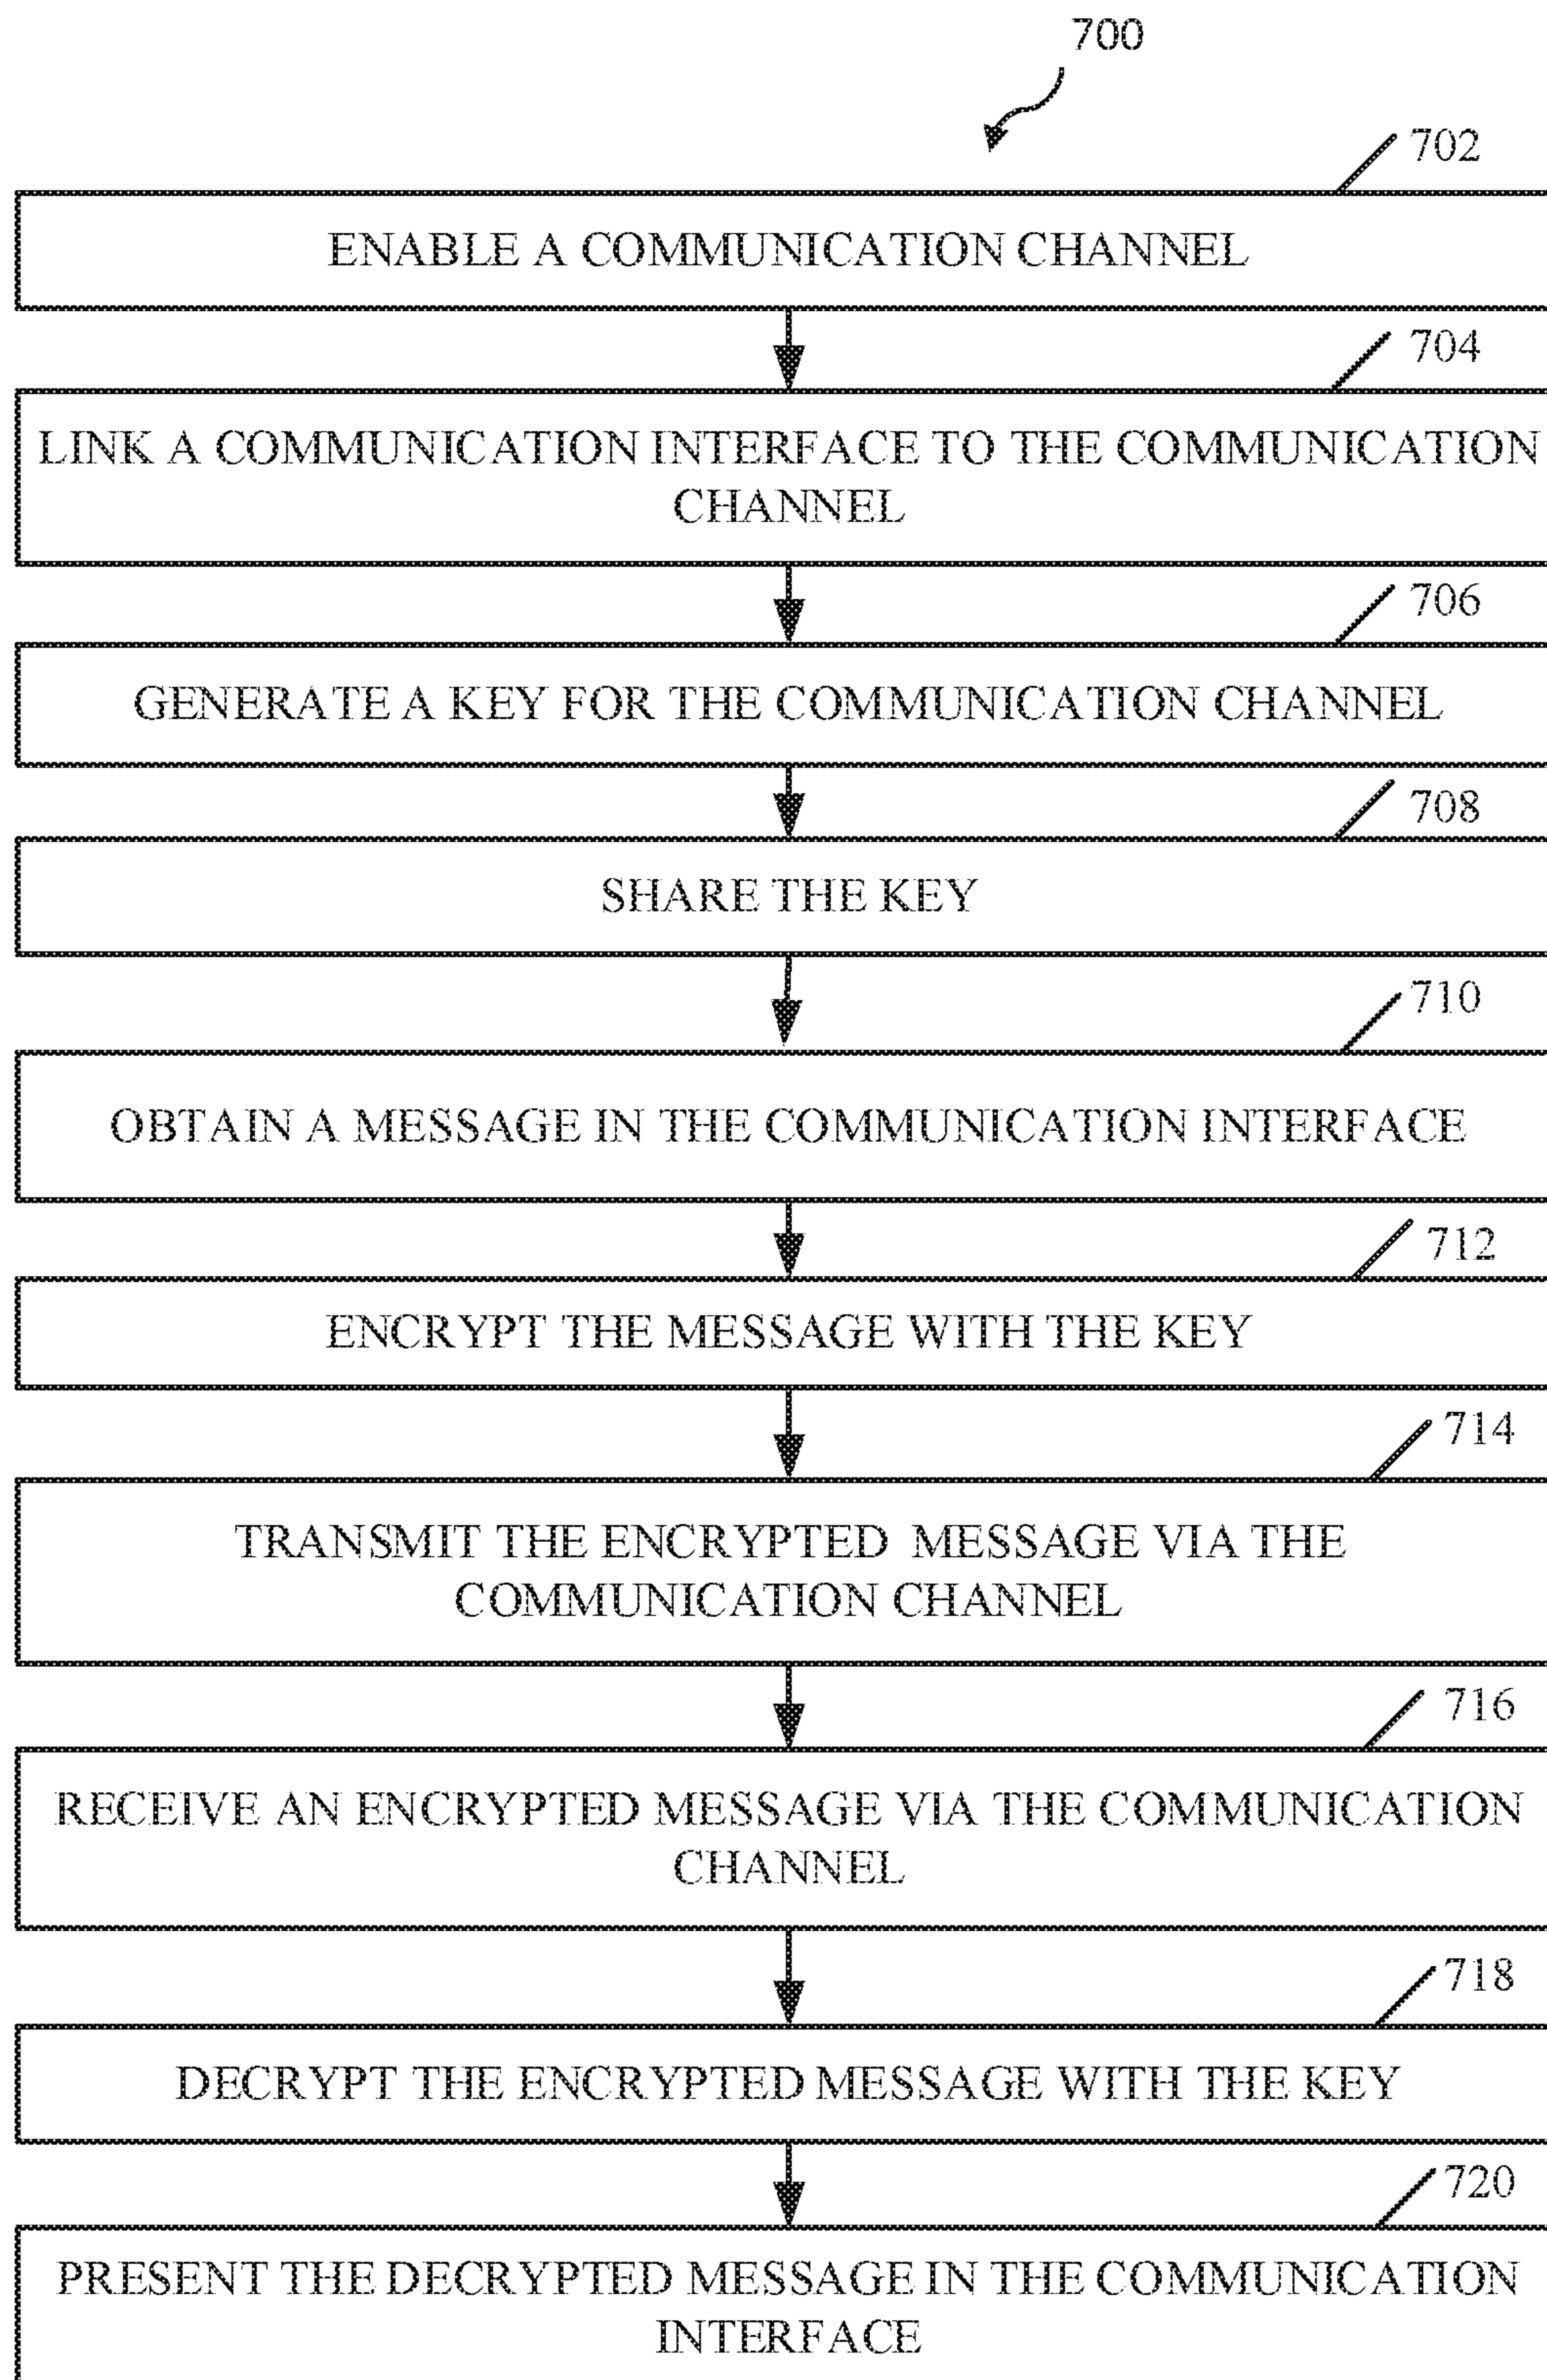 700
702
ENABLE A COMMUNICATION CHANNEL
704
LINK A COMMUNICATION INTERFACE TO THE COMMUNICATION
CHANNEL
706
GENERATE A KEY FOR THE COMMUNICATION CHANNEL
708
SHARE THE KEY
710
OBTAIN A MESSAGE IN THE COMMUNICATION INTERFACE
712
ENCRYPT THE MESSAGE WITH THE KEY
714
TRANSMIT THE ENCRYPTED MESSAGE VIA THE
COMMUNICATION CHANNEL
716
RECEIVE AN ENCRYPTED MESSAGE VIA THE COMMUNICATION
CHANNEL
718
DECRYPT THE ENCRYPTED MESSAGE WITH THE KEY
720
PRESENT THE DECRYPTED MESSAGE IN THE COMMUNICATION
INTERFACE